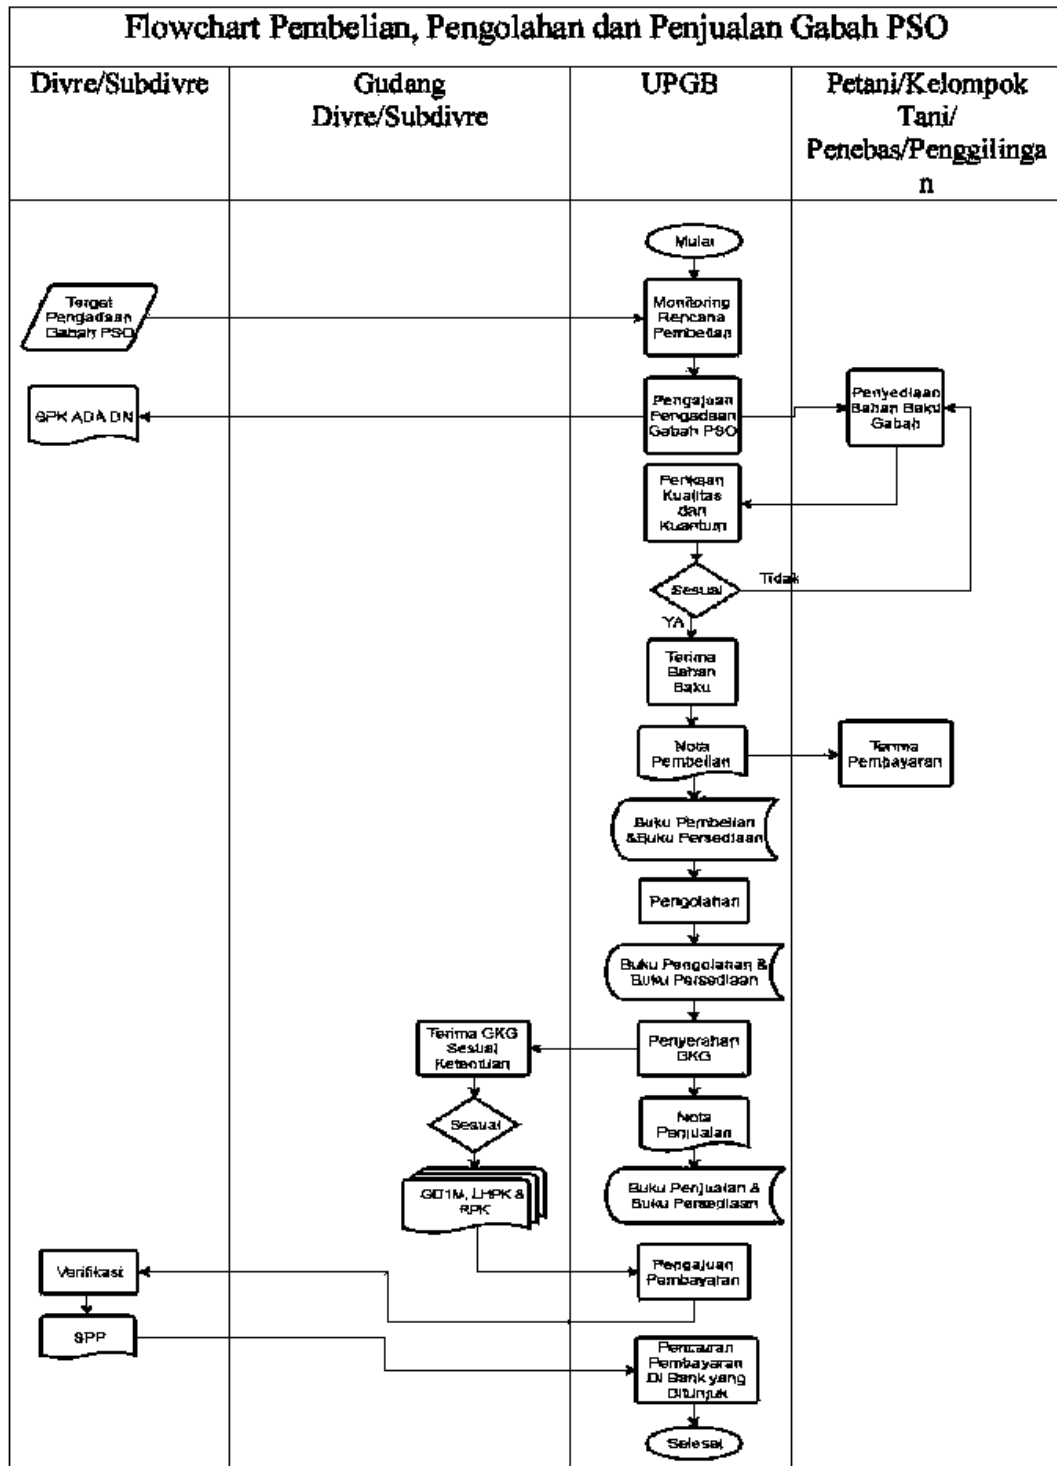 Flowchart Pembelian, Pengolahan dan Penjualan Gabah PSO
Divre/Subdivre
Gudang
Divre/Subdivre
UPGB
Petani/Kelompok
Tani/
Penebas/Penggilinga
n
Mulai
Target
Pengadaan
Gabah PSO
Monitoring
Rencana
Pembelian
SPK ADA DN
Pengajuan
Pengadaan
Gabah PSO
Penyediaan
Bahan Baku
Gabah
Periksaan
Kualitas
dan
Kuantum
Sesuai
Tidak
YA
Terima
Bahan
Baku
Nota
Pembelian
Terima
Pembayaran
Buku Pembelian
&Buku Persediaan
Pengolahan
Buku Pengolahan &
Buku Persediaan
Terima GKG
Sesuai
Ketentuan
Penyerahan
GKG
Sesuai
Nota
Penjualan
GD1M, LHPK &
RPK
Buku Penjualan &
Buku Persediaan
Verifikasi
Pengajuan
Pembayaran
SPP
Pencairan
Pembayaran
Di Bank yang
Ditunjuk
Selesai